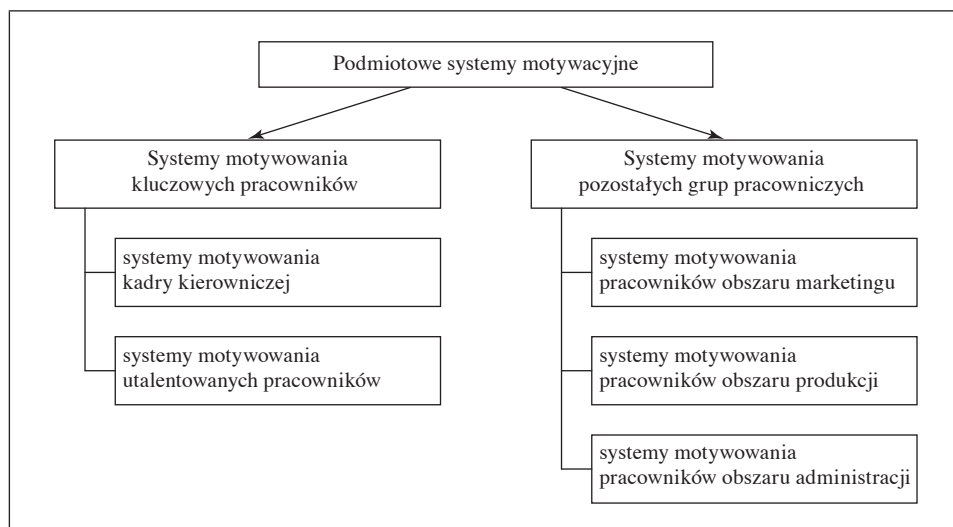 Podmiotowe systemy motywacyjne
Systemy motywowania
kluczowych pracowników
systemy motywowania
kadry kierowniczej
systemy motywowania
utalentowanych pracowników
Systemy motywowania
pozostałych grup pracowniczych
systemy motywowania
pracowników obszaru marketingu
systemy motywowania
pracowników obszaru produkcji
systemy motywowania
pracowników obszaru administracji